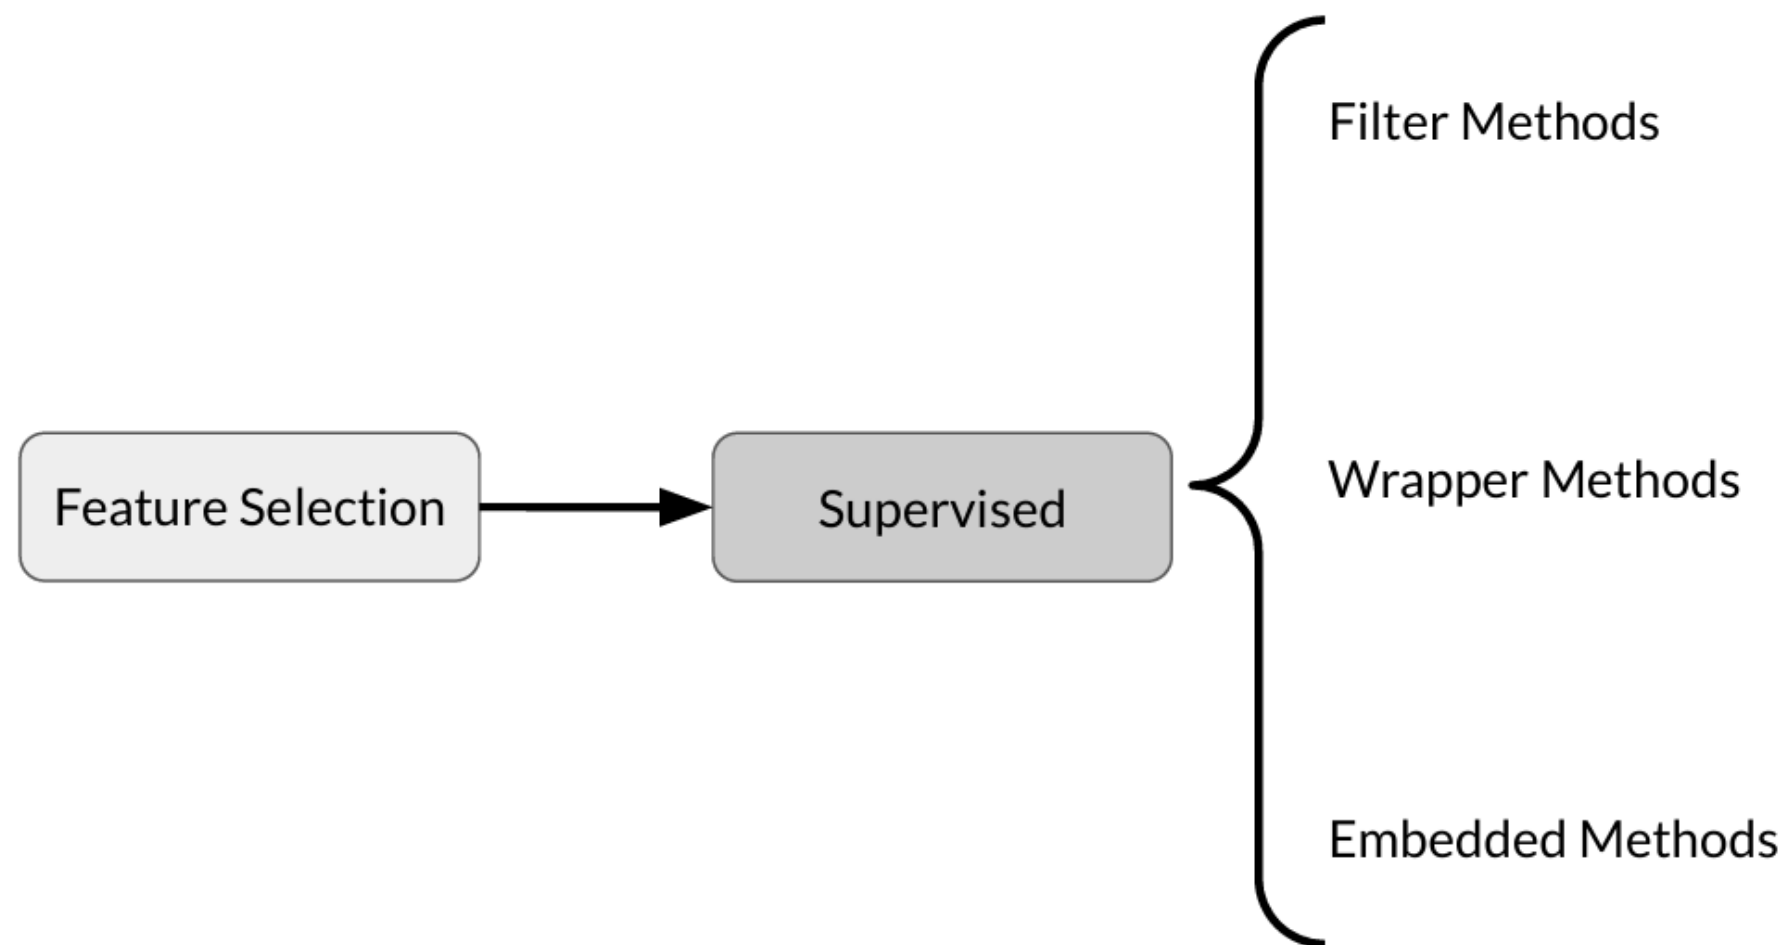 Feature Selection
Supervised
Filter Methods
Wrapper Methods
Embedded Methods